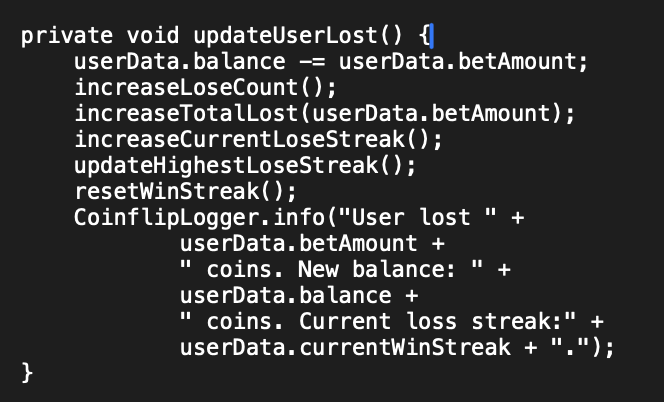 private void updateUserLost() {
    userData.balance -= userData.betAmount;
    increaseLoseCount();
    increaseTotalLost(userData.betAmount);
    increaseCurrentLoseStreak();
    updateHighestLoseStreak();
    resetWinStreak();
    CoinflipLogger.info("User lost " +
            userData.betAmount +
            " coins. New balance: " +
            userData.balance +
            " coins. Current loss streak:" +
            userData.currentWinStreak + ".");
}